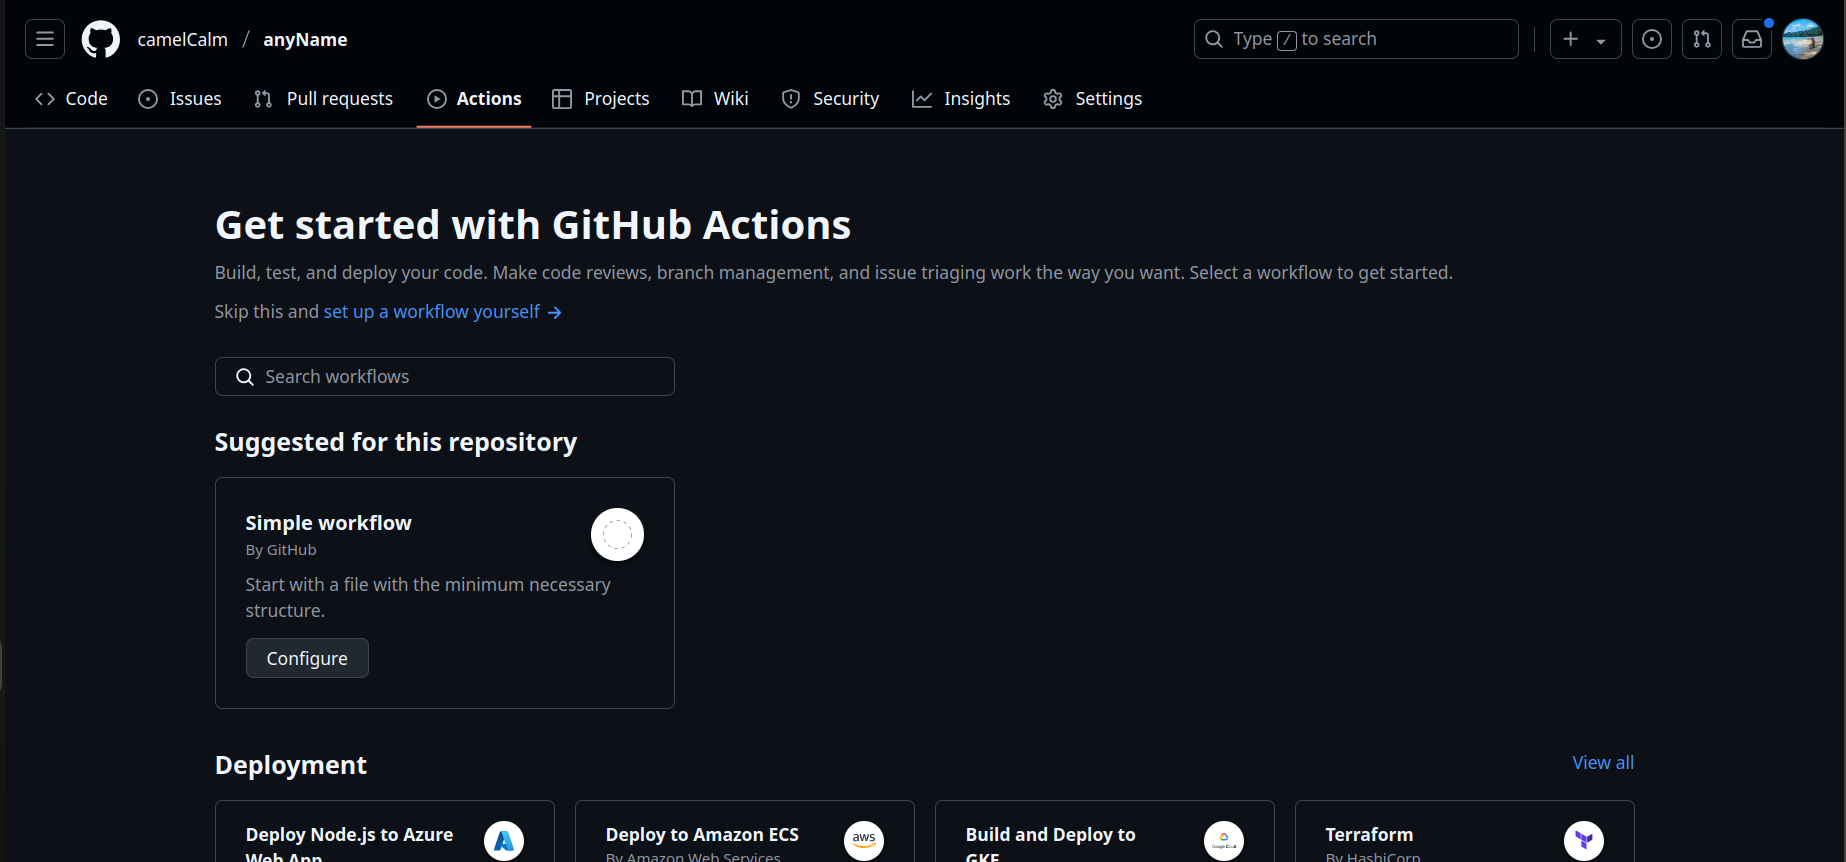 camelCalm / anyName
Type / to search
Code Issues Pull requests Actions Projects Wiki Security Insights Settings
Get started with GitHub Actions
Build, test, and deploy your code. Make code reviews, branch management, and issue triaging work the way you want. Select a workflow to get started.
Skip this and set up a workflow yourself →
Search workflows
Suggested for this repository
Simple workflow
By GitHub
Start with a file with the minimum necessary
structure.
Configure
Deployment
View all
Deploy Node.js to Azure
Web App
Deploy to Amazon ECS
aws
By Amazon Web Services
Build and Deploy to
GKE
Google Cloud
Terraform
By HashiCorp